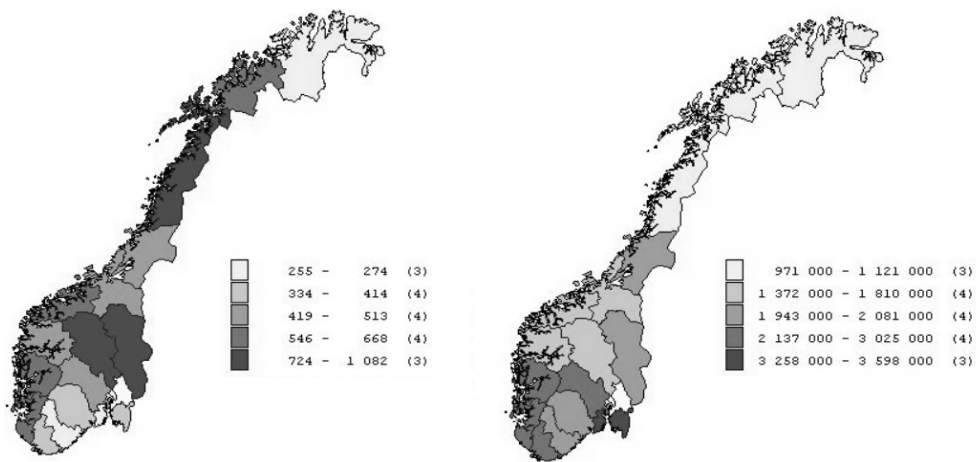 255 - 274 (3)
334 - 414 (4)
419 - 513 (4)
546 - 668 (4)
724 - 1 082 (3)
971 000 - 1 121 000 (3)
1 372 000 - 1 810 000 (4)
1 943 000 - 2 081 000 (4)
2 137 000 - 3 025 000 (4)
3 258 000 - 3 598 000 (3)